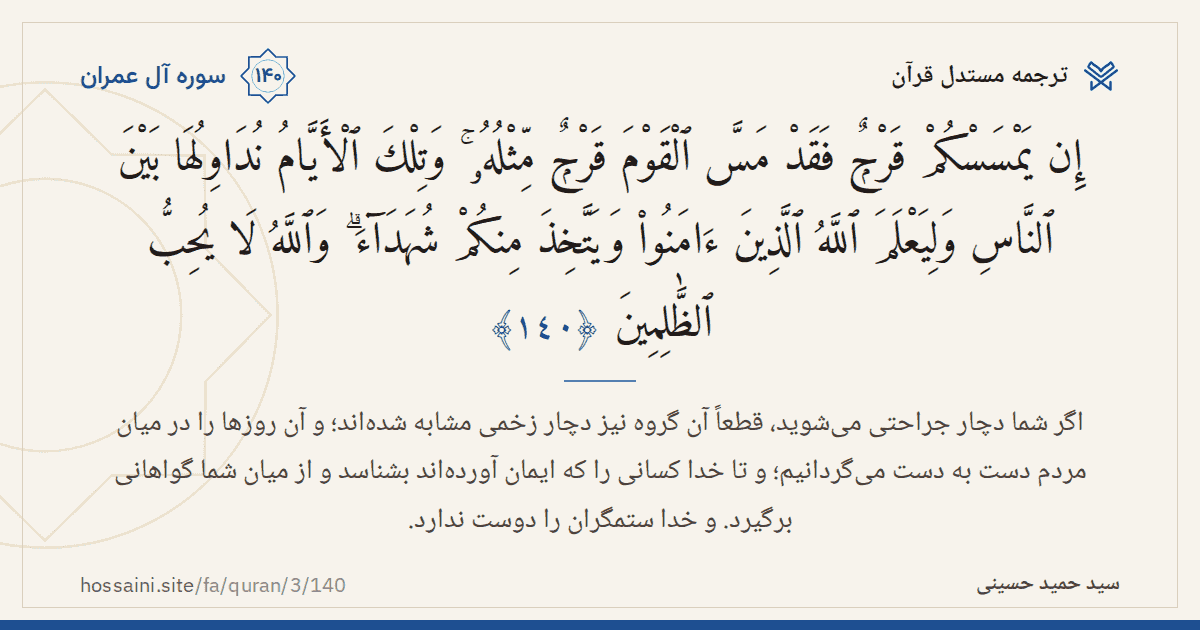 ترجمه مستدل قرآن
سوره آل عمران ۱۴۰
إِن يَمْسَسْكُمْ قَرْحٌ فَقَدْ مَسَّ ٱلْقَوْمَ قَرْحٌ مِّثْلُهُۥ ۚ وَتِلْكَ ٱلْأَيَّامُ نُدَاوِلُهَا بَيْنَ
ٱلنَّاسِ وَلِيَعْلَمَ ٱللَّهُ ٱلَّذِينَ ءَامَنُوا۟ وَيَتَّخِذَ مِنكُمْ شُهَدَآءَ ۗ وَٱللَّهُ لَا يُحِبُّ
ٱلظَّٰلِمِينَ ﴿١٤٠﴾
اگر شما دچار جراحتی می‌شوید، قطعاً آن گروه نیز دچار زخمی مشابه شده‌اند؛ و آن روزها را در میان
مردم دست به دست می‌گردانیم؛ و تا خدا کسانی را که ایمان آورده‌اند بشناسد و از میان شما گواهانی
برگیرد. و خدا ستمگران را دوست ندارد.
سید حمید حسینی
hossaini.site/fa/quran/3/140